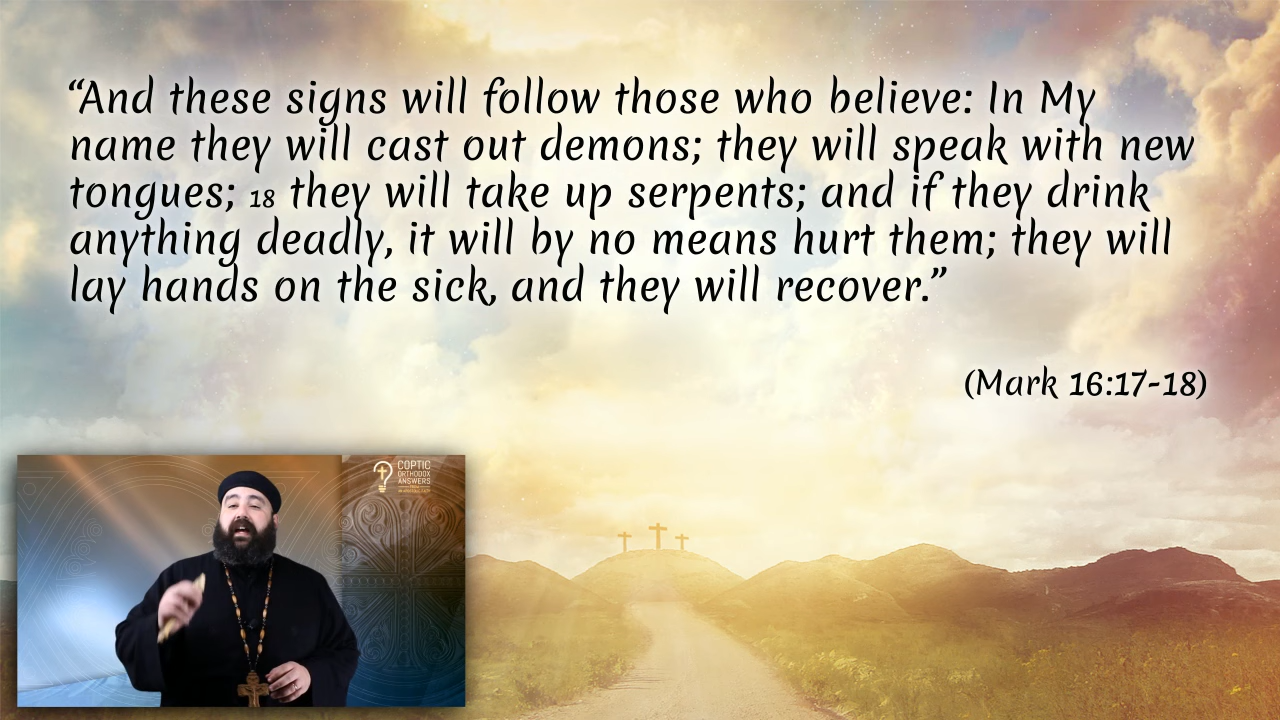 “And these signs will follow those who believe: In My
name they will cast out demons; they will speak with new
tongues; 18 they will take up serpents; and if they drink
anything deadly, it will by no means hurt them; they will
lay hands on the sick, and they will recover.”
(Mark 16:17-18)
COPTIC
ORTHODOX
ANSWERS